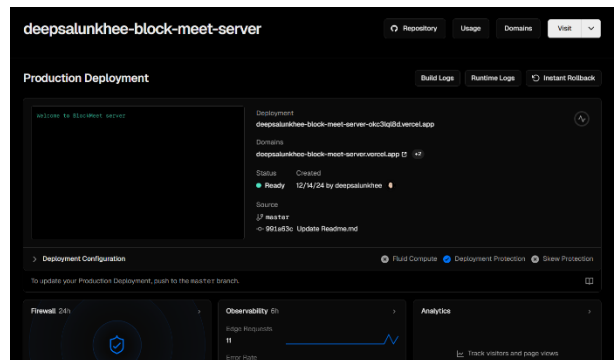 deepsalunkhee-block-meet-server
Repository
Usage
Domains
Visit
Production Deployment
Build Logs
Runtime Logs
Instant Rollback
Welcome to BlockMeet server
Deployment
deepsalunkhee-block-meet-server-okc3lqi8d.vercel.app
Domains
deepsalunkhee-block-meet-server.vercel.app
+7
Status
Created
Ready
12/14/24 by deepsalunkhee
Source
master
991a63c Update Readme.md
Deployment Configuration
Fluid Compute
Deployment Protection
Skew Protection
To update your Production Deployment, push to the master branch.
Firewall 24h
Observability 6h
Analytics
Edge Requests
11
Error Rate
Track visitors and page views